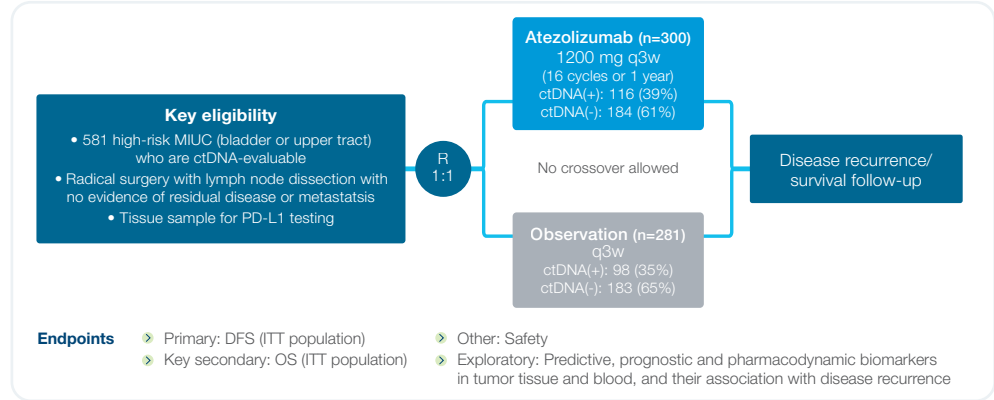 Key eligibility
• 581 high-risk MIUC (bladder or upper tract)
who are ctDNA-evaluable
• Radical surgery with lymph node dissection with
no evidence of residual disease or metastatsis
• Tissue sample for PD-L1 testing
R
1:1
Atezolizumab (n=300)
1200 mg q3w
(16 cycles or 1 year)
ctDNA(+): 116 (39%)
ctDNA(-): 184 (61%)
No crossover allowed
Observation (n=281)
q3w
ctDNA(+): 98 (35%)
ctDNA(-): 183 (65%)
Disease recurrence/
survival follow-up
Endpoints
Primary: DFS (ITT population)
Key secondary: OS (ITT population)
Other: Safety
Exploratory: Predictive, prognostic and pharmacodynamic biomarkers
in tumor tissue and blood, and their association with disease recurrence